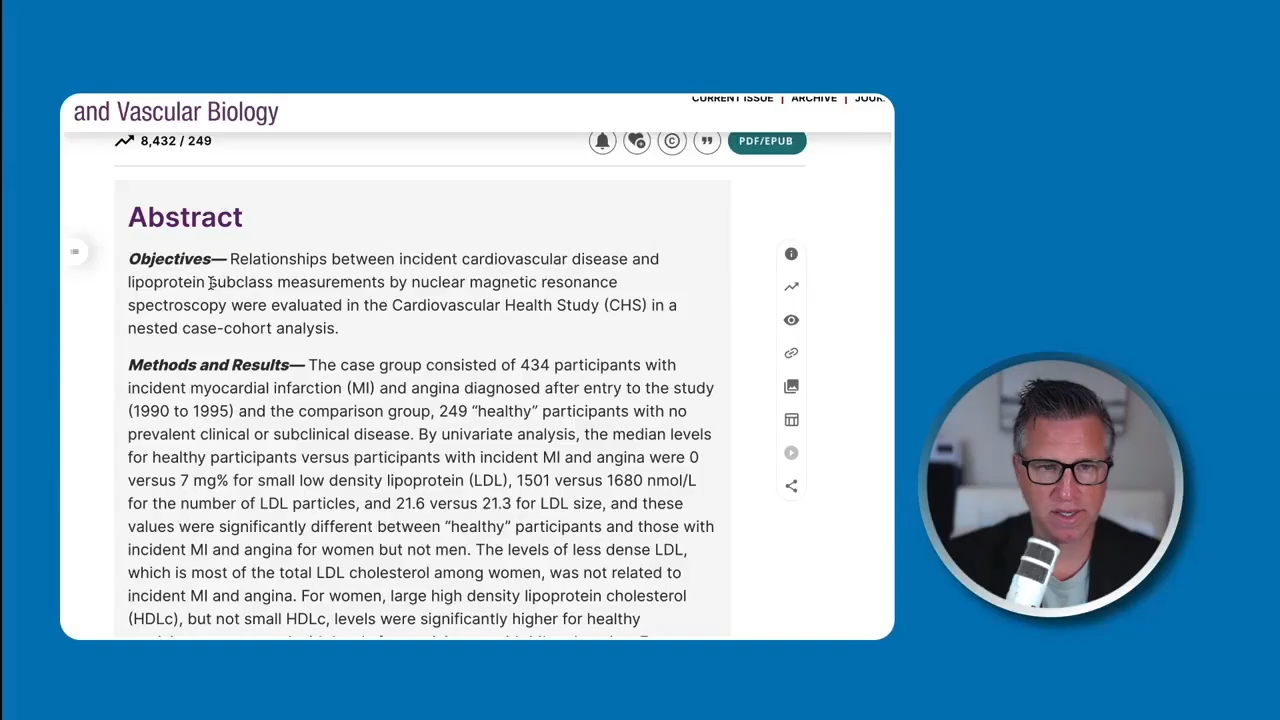 and Vascular Biology
CURRENT ISSUE | ARCHIVE | JOUR
8,432 / 249
PDF/EPUB
Abstract
Objectives— Relationships between incident cardiovascular disease and
lipoprotein subclass measurements by nuclear magnetic resonance
spectroscopy were evaluated in the Cardiovascular Health Study (CHS) in a
nested case-cohort analysis.
Methods and Results— The case group consisted of 434 participants with
incident myocardial infarction (MI) and angina diagnosed after entry to the study
(1990 to 1995) and the comparison group, 249 “healthy” participants with no
prevalent clinical or subclinical disease. By univariate analysis, the median levels
for healthy participants versus participants with incident MI and angina were 0
versus 7 mg% for small low density lipoprotein (LDL), 1501 versus 1680 nmol/L
for the number of LDL particles, and 21.6 versus 21.3 for LDL size, and these
values were significantly different between “healthy” participants and those with
incident MI and angina for women but not men. The levels of less dense LDL,
which is most of the total LDL cholesterol among women, was not related to
incident MI and angina. For women, large high density lipoprotein cholesterol
(HDLc), but not small HDLc, levels were significantly higher for healthy